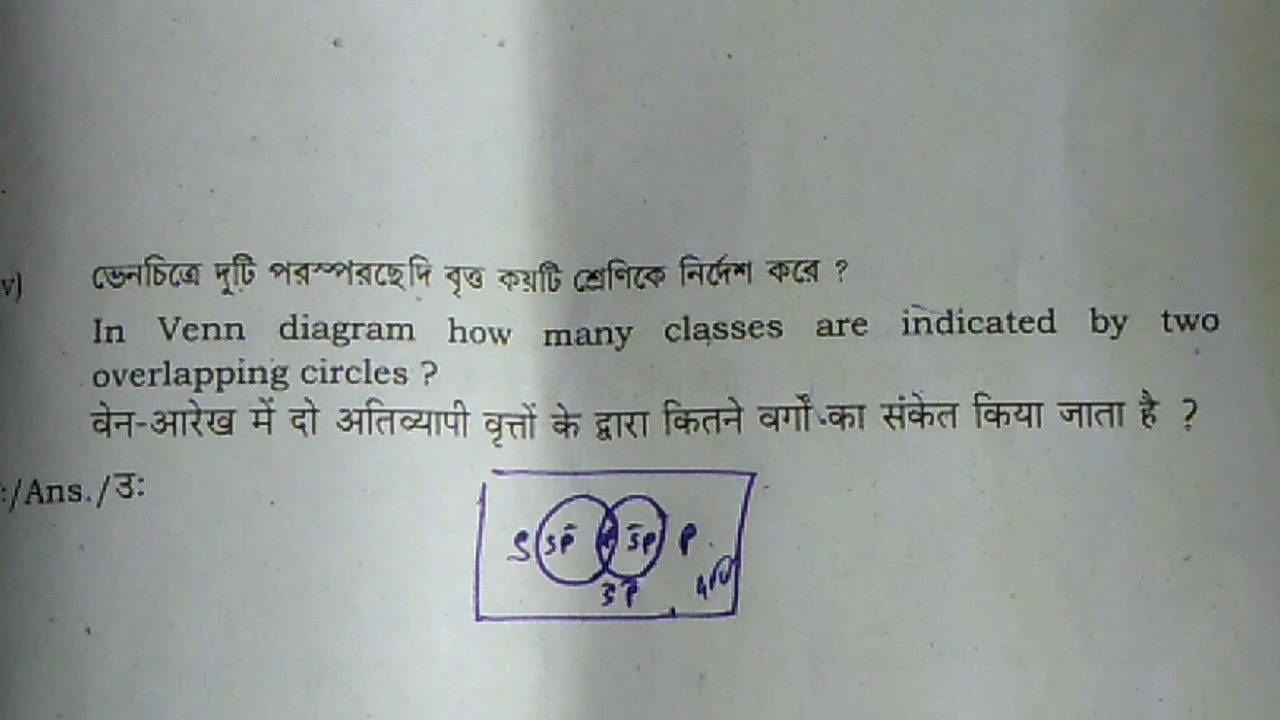 v) ভেনচিত্রে দুটি পরস্পরছেদি বৃত্ত কয়টি শ্রেণিকে নির্দেশ করে ?
In Venn diagram how many classes are indicated by two
overlapping circles ?
वेन-आरेख में दो अतिव्यापी वृत्तों के द्वारा कितने वर्गों का संकेत किया जाता है ?
:/Ans./उ:
S SP̄ S̄P P
S̄P̄